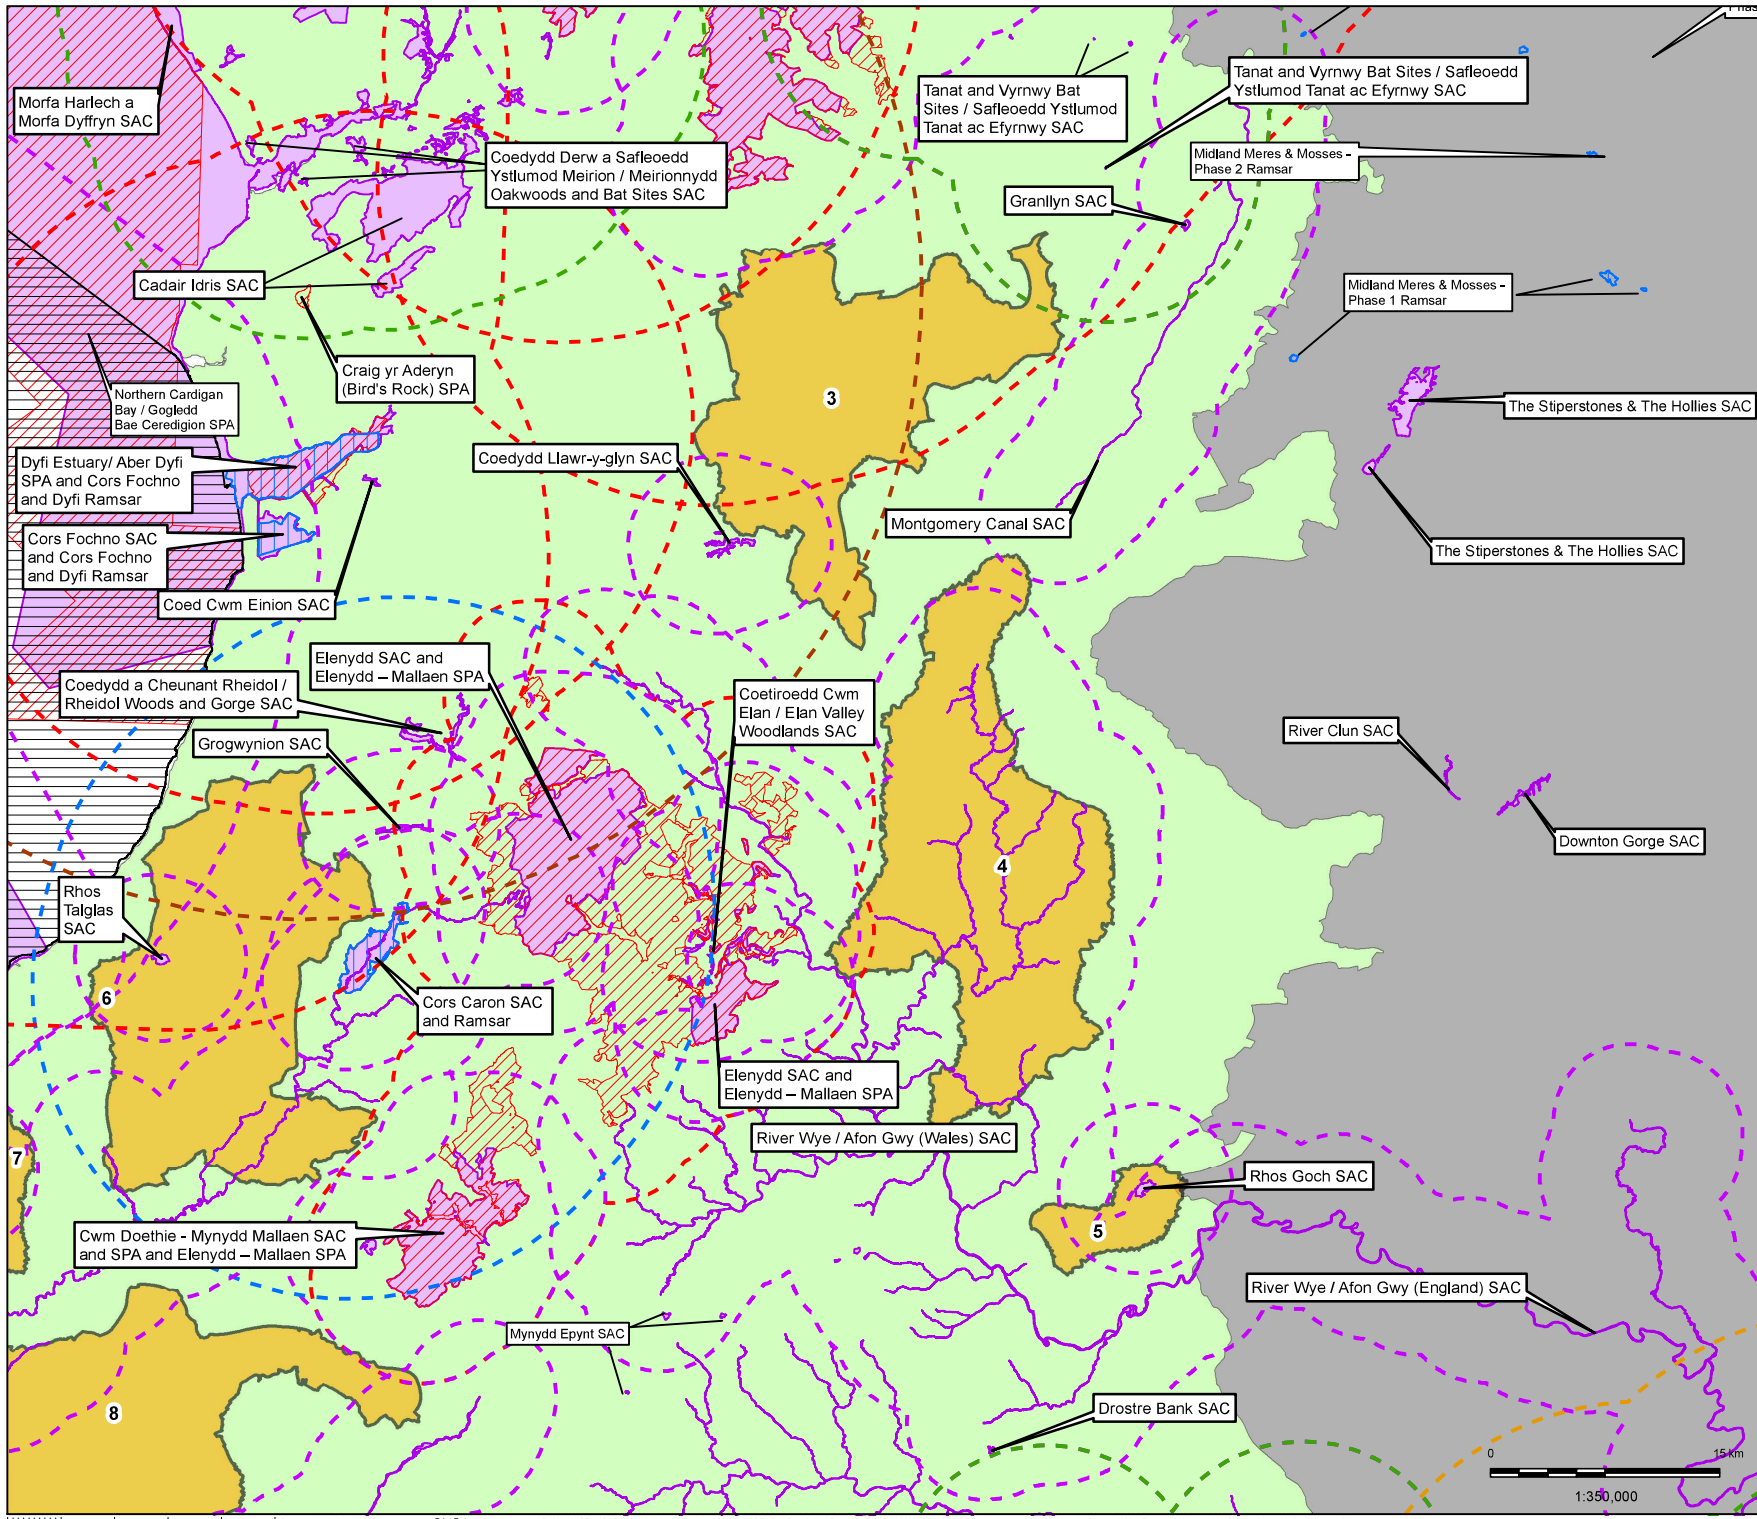 Morfa Harlech a
Morfa Dyffryn SAC
Coedydd Derw a Safleoedd
Ystlumod Meirion / Meirionnydd
Oakwoods and Bat Sites SAC
Tanat and Vyrnwy Bat
Sites / Safleoedd Ystlumod
Tanat ac Efyrnwy SAC
Tanat and Vyrnwy Bat Sites / Safleoedd
Ystlumod Tanat ac Efyrnwy SAC
Midland Meres & Mosses –
Phase 2 Ramsar
Granllyn SAC
Cadair Idris SAC
Midland Meres & Mosses –
Phase 1 Ramsar
Craig yr Aderyn
(Bird's Rock) SPA
Northern Cardigan
Bay / Gogledd
Bae Ceredigion SPA
3
The Stiperstones & The Hollies SAC
Dyfi Estuary/ Aber Dyfi
SPA and Cors Fochno
and Dyfi Ramsar
Coedydd Llawr-y-glyn SAC
Montgomery Canal SAC
Cors Fochno SAC
and Cors Fochno
and Dyfi Ramsar
The Stiperstones & The Hollies SAC
Coed Cwm Einion SAC
Elenydd SAC and
Elenydd – Mallaen SPA
Coedydd a Cheunant Rheidol /
Rheidol Woods and Gorge SAC
Coetiroedd Cwm
Elan / Elan Valley
Woodlands SAC
Grogwynion SAC
River Clun SAC
Downton Gorge SAC
4
Rhos
Talglas
SAC
6
Cors Caron SAC
and Ramsar
Elenydd SAC and
Elenydd – Mallaen SPA
River Wye / Afon Gwy (Wales) SAC
7
Rhos Goch SAC
5
Cwm Doethie - Mynydd Mallaen SAC
and SPA and Elenydd – Mallaen SPA
River Wye / Afon Gwy (England) SAC
Mynydd Epynt SAC
8
Drostre Bank SAC
0 15 km
1:350,000